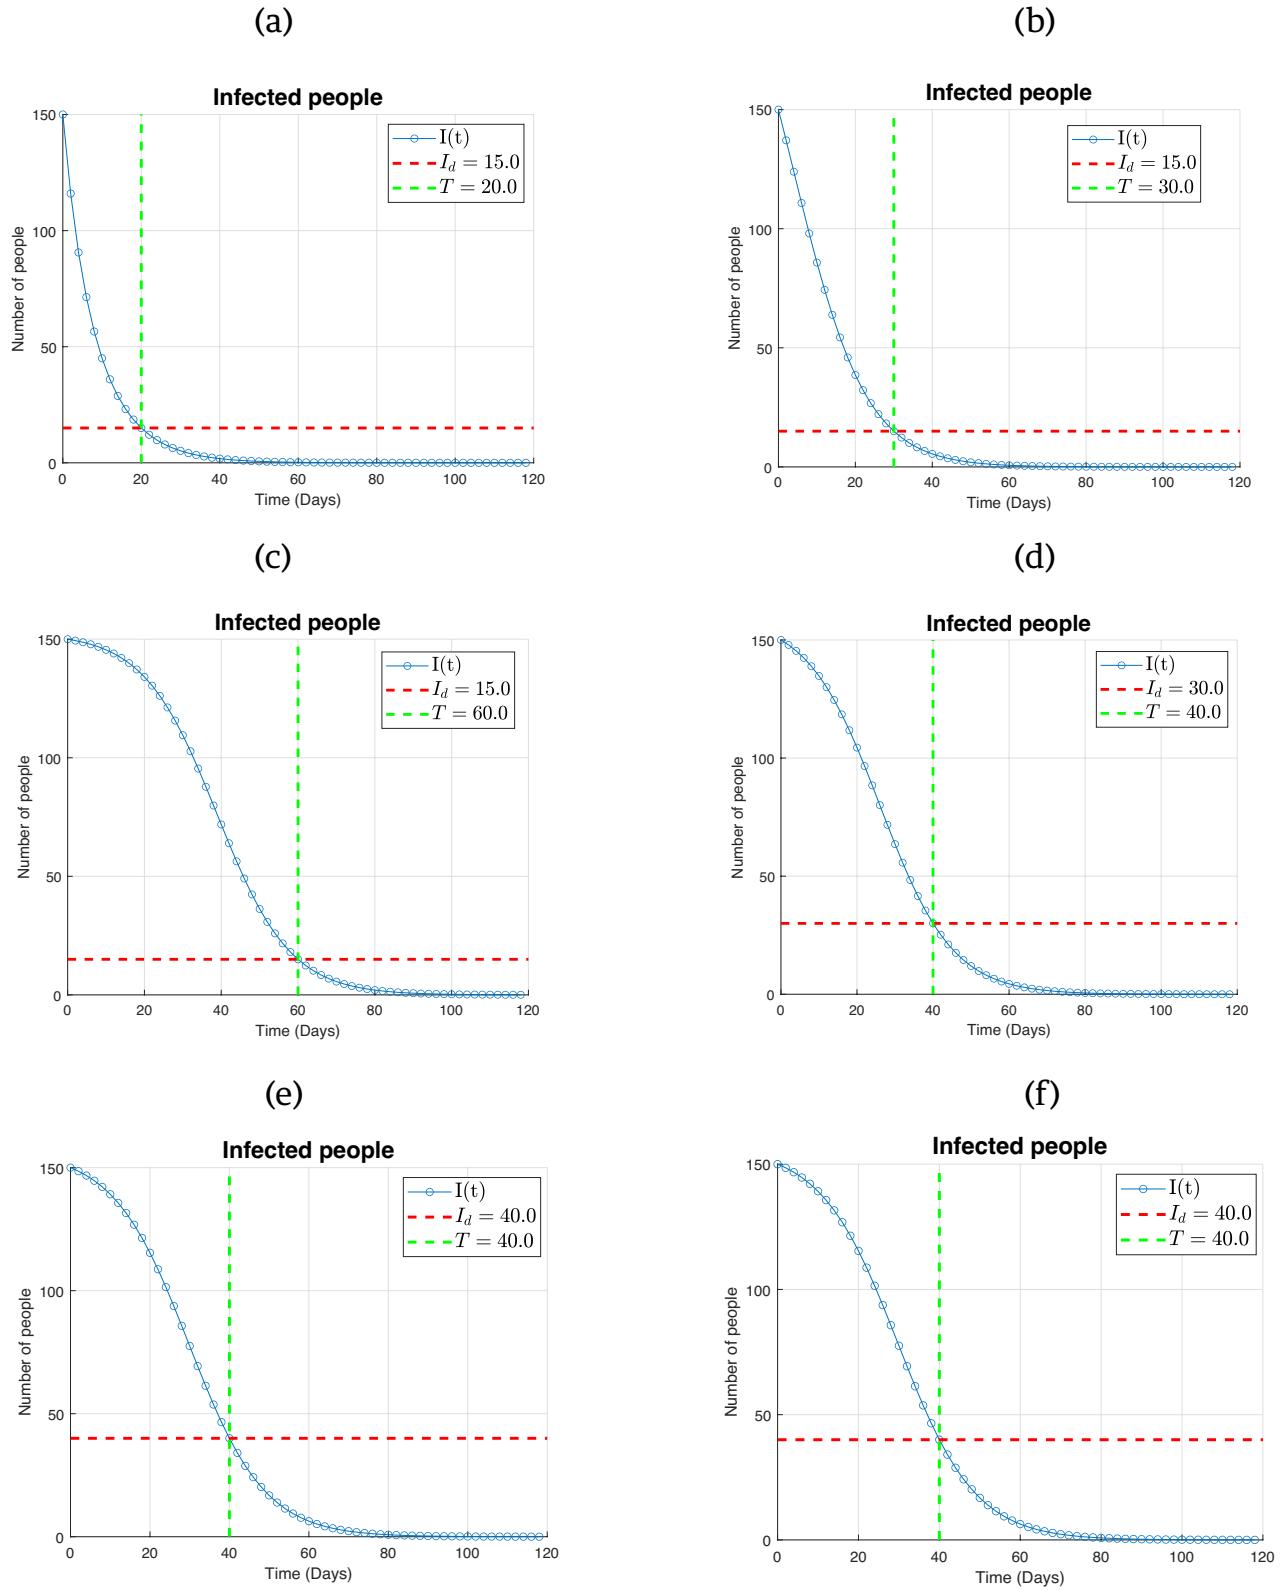 (a)
Infected people
I(t)
I_d = 15.0
T = 20.0
Number of people
150
100
50
0
0 20 40 60 80 100 120
Time (Days)
(b)
Infected people
I(t)
I_d = 15.0
T = 30.0
Number of people
150
100
50
0
0 20 40 60 80 100 120
Time (Days)
(c)
Infected people
I(t)
I_d = 15.0
T = 60.0
Number of people
150
100
50
0
0 20 40 60 80 100 120
Time (Days)
(d)
Infected people
I(t)
I_d = 30.0
T = 40.0
Number of people
150
100
50
0
0 20 40 60 80 100 120
Time (Days)
(e)
Infected people
I(t)
I_d = 40.0
T = 40.0
Number of people
150
100
50
0
0 20 40 60 80 100 120
Time (Days)
(f)
Infected people
I(t)
I_d = 40.0
T = 40.0
Number of people
150
100
50
0
0 20 40 60 80 100 120
Time (Days)